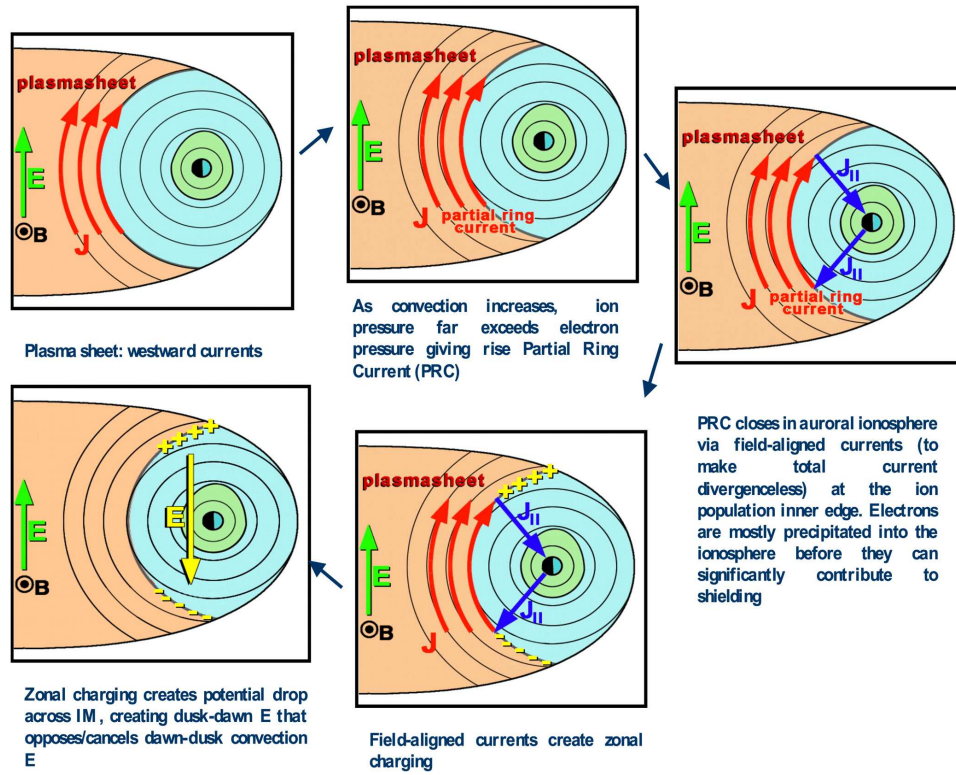 plasmasheet
E
B
J
Plasma sheet: westward currents
plasmasheet
E
B
J
partial ring
current
As convection increases, ion
pressure far exceeds electron
pressure giving rise Partial Ring
Current (PRC)
plasmasheet
J||
E
J||
B
J
partial ring
current
PRC closes in auroral ionosphere
via field-aligned currents (to
make total current
divergenceless) at the ion
population inner edge. Electrons
are mostly precipitated into the
ionosphere before they can
significantly contribute to
shielding
plasmasheet
++++
J||
E
J||
B
J
----
Field-aligned currents create zonal
charging
++++
E
E
B
-----
Zonal charging creates potential drop
across IM, creating dusk-dawn E that
opposes/cancels dawn-dusk convection
E